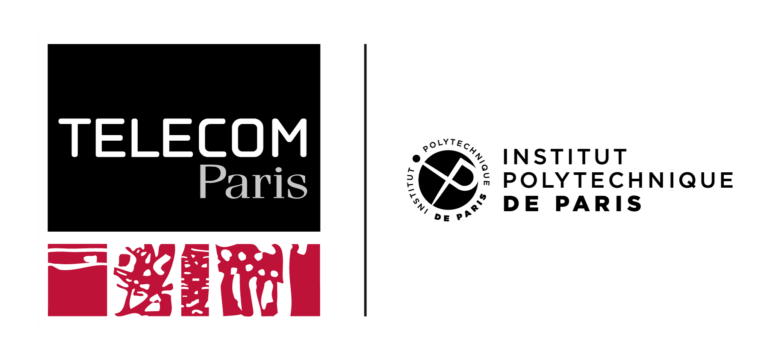 TELECOM
Paris
INSTITUT POLYTECHNIQUE DE PARIS
INSTITUT
POLYTECHNIQUE
DE PARIS